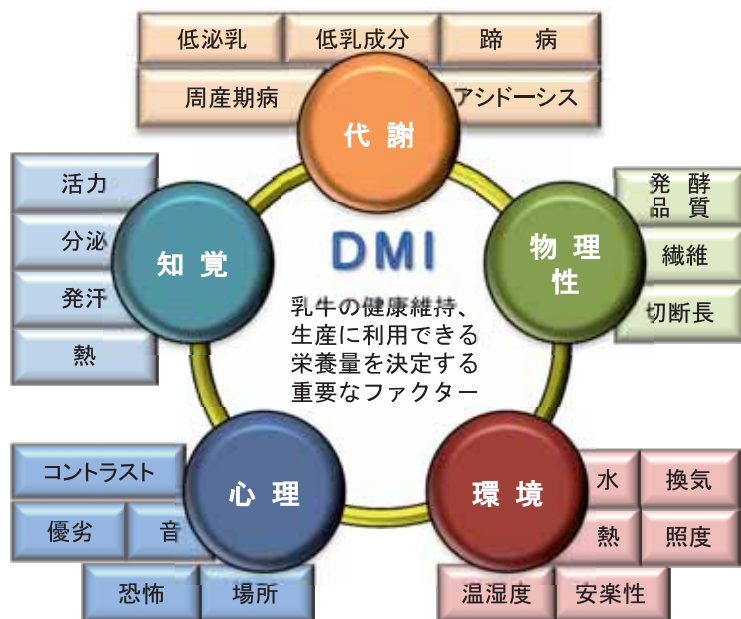 低泌乳
低乳成分
蹄 病
周産期病
アシドーシス
代 謝
活力
分泌
発汗
熱
知 覚
発 酵
品 質
繊維
切断長
物 理
性
DMI
乳牛の健康維持、
生産に利用できる
栄養量を決定する
重要なファクター
コントラスト
優劣
音
恐怖
場所
心 理
環 境
水
換気
熱
照度
温湿度
安楽性